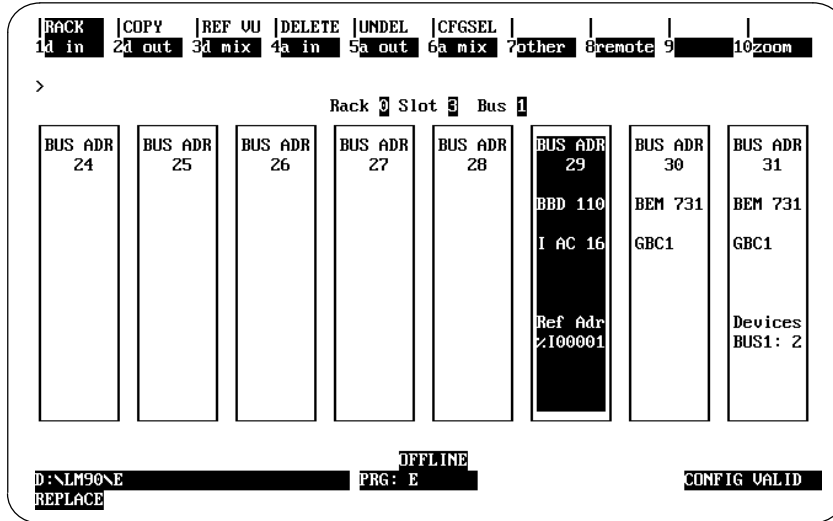 |RACK |COPY |REF VU |DELETE |UNDEL |CFGSEL | | |
1d in 2d out 3d mix 4a in 5a out 6a mix 7other 8remote 9 10zoom
>
Rack 0 Slot 3 Bus 1
BUS ADR BUS ADR BUS ADR BUS ADR BUS ADR BUS ADR BUS ADR BUS ADR
24 25 26 27 28 29 30 31
BBD 110 BEM 731 BEM 731
I AC 16 GBC1 GBC1
Ref Adr Devices
%I00001 BUS1: 2
OFFLINE
D:\LM90\E PRG: E CONFIG VALID
REPLACE